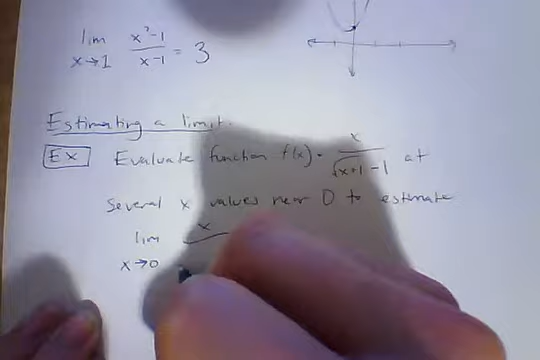 lim x→1 x³-1 / x-1 = 3
Estimating a limit.
Ex Evaluate function f(x) = x / √x+1 - 1 at
several x values near 0 to estimate
lim x→0 x